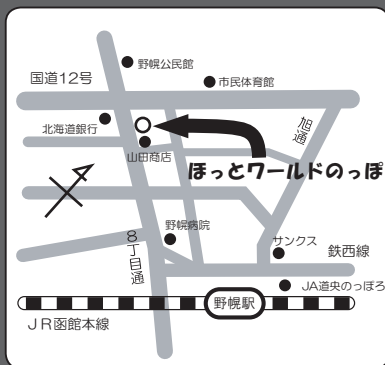 野幌公民館
国道12号
市民体育館
北海道銀行
旭通
山田商店
ほっとワールドのっぽ
8丁目通
野幌病院
サンクス
鉄西線
JA道央のっぽろ
野幌駅
JR函館本線